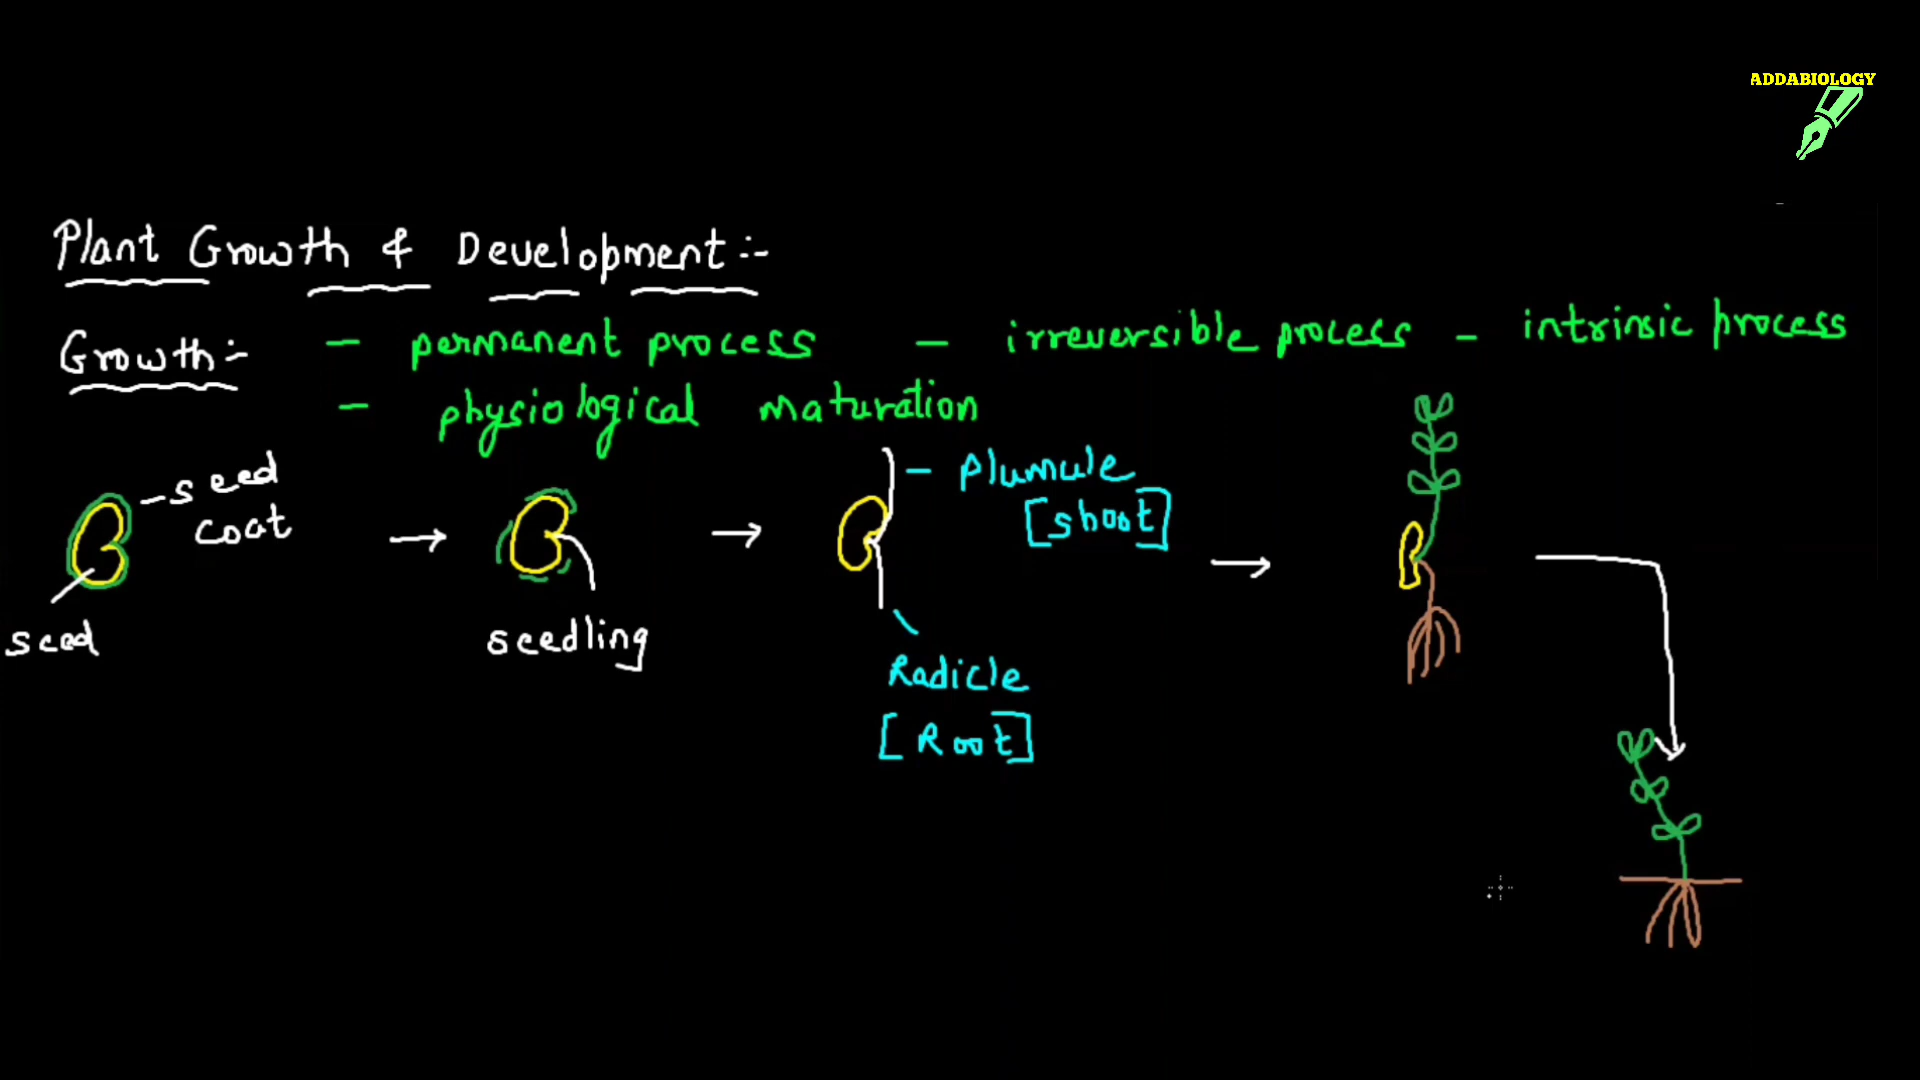 ADDABIOLOGY
Plant Growth & Development:-
Growth:- - permanent process - irreversible process - intrinsic process
- physiological maturation
- seed coat
seed
seedling
- Plumule
[shoot]
Radicle
[Root]